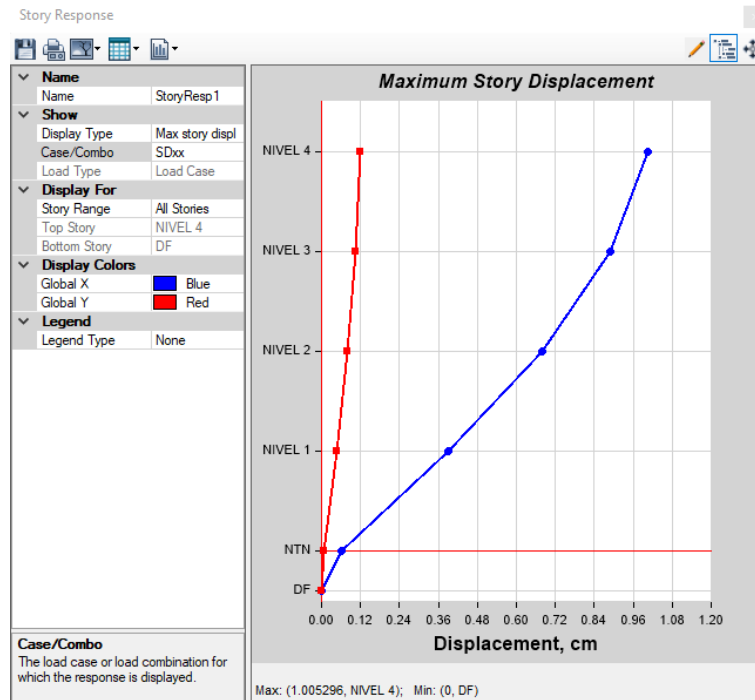 Story Response
Name
Name StoryResp1
Show
Display Type Max story displ
Case/Combo SDxx
Load Type Load Case
Display For
Story Range All Stories
Top Story NIVEL 4
Bottom Story DF
Display Colors
Global X Blue
Global Y Red
Legend
Legend Type None
Case/Combo
The load case or load combination for
which the response is displayed.
Maximum Story Displacement
NIVEL 4
NIVEL 3
NIVEL 2
NIVEL 1
NTN
DF
0.00 0.12 0.24 0.36 0.48 0.60 0.72 0.84 0.96 1.08 1.20
Displacement, cm
Max: (1.005296, NIVEL 4); Min: (0, DF)